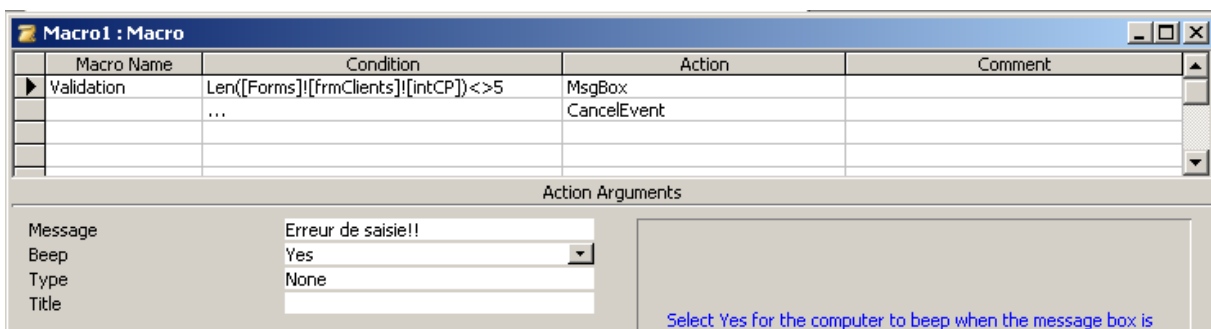 Macro1 : Macro
Macro Name Condition Action Comment
Validation Len([Forms]![frmClients]![intCP])<>5 MsgBox
... CancelEvent
Action Arguments
Message Erreur de saisie!!
Beep Yes
Type None
Title
Select Yes for the computer to beep when the message box is